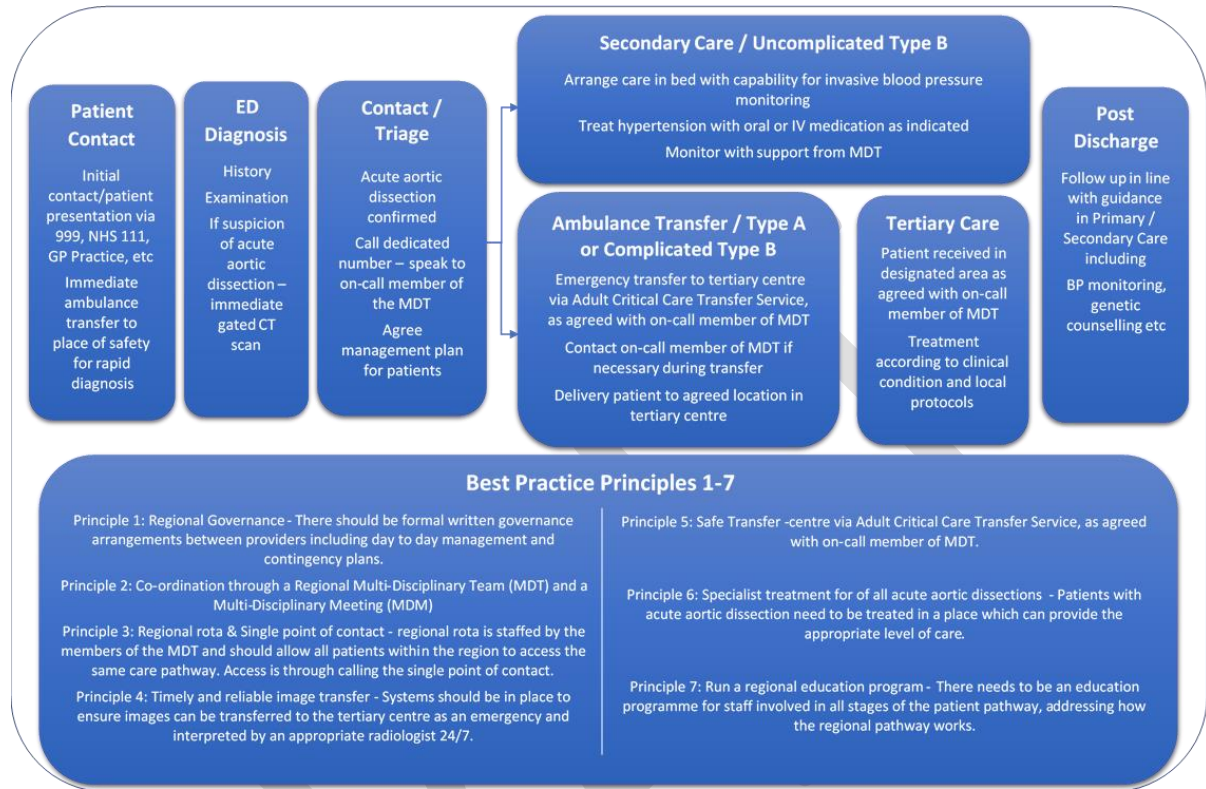 Patient
Contact
Initial
contact/patient
presentation via
999, NHS 111,
GP Practice, etc
Immediate
ambulance
transfer to
place of safety
for rapid
diagnosis
ED
Diagnosis
History
Examination
If suspicion
of acute
aortic
dissection –
immediate
gated CT
scan
Contact /
Triage
Acute aortic
dissection
confirmed
Call dedicated
number – speak to
on-call member of
the MDT
Agree
management plan
for patients
Secondary Care / Uncomplicated Type B
Arrange care in bed with capability for invasive blood pressure
monitoring
Treat hypertension with oral or IV medication as indicated
Monitor with support from MDT
Ambulance Transfer / Type A
or Complicated Type B
Emergency transfer to tertiary centre
via Adult Critical Care Transfer Service,
as agreed with on-call member of MDT
Contact on-call member of MDT if
necessary during transfer
Delivery patient to agreed location in
tertiary centre
Tertiary Care
Patient received in
designated area as
agreed with on-call
member of MDT
Treatment
according to clinical
condition and local
protocols
Post
Discharge
Follow up in line
with guidance
in Primary /
Secondary Care
including
BP monitoring,
genetic
counselling etc
Best Practice Principles 1-7
Principle 1: Regional Governance - There should be formal written governance
arrangements between providers including day to day management and
contingency plans.
Principle 2: Co-ordination through a Regional Multi-Disciplinary Team (MDT) and a
Multi-Disciplinary Meeting (MDM)
Principle 3: Regional rota & Single point of contact - regional rota is staffed by the
members of the MDT and should allow all patients within the region to access the
same care pathway. Access is through calling the single point of contact.
Principle 4: Timely and reliable image transfer - Systems should be in place to
ensure images can be transferred to the tertiary centre as an emergency and
interpreted by an appropriate radiologist 24/7.
Principle 5: Safe Transfer -centre via Adult Critical Care Transfer Service, as agreed
with on-call member of MDT.
Principle 6: Specialist treatment for of all acute aortic dissections - Patients with
acute aortic dissection need to be treated in a place which can provide the
appropriate level of care.
Principle 7: Run a regional education program - There needs to be an education
programme for staff involved in all stages of the patient pathway, addressing how
the regional pathway works.